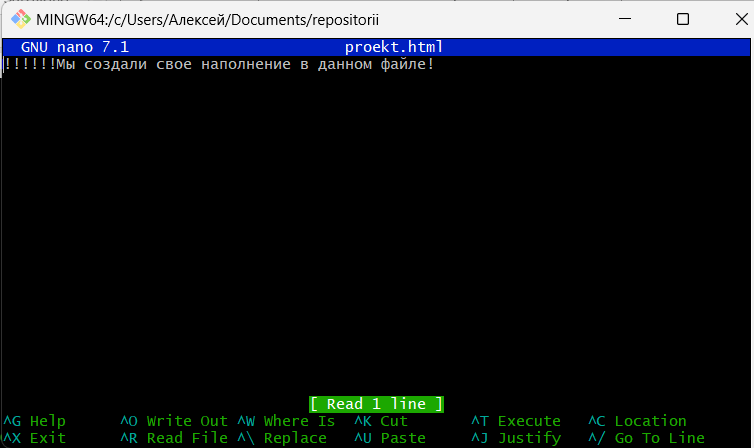 MINGW64:/c/Users/Алексей/Documents/repositorii
GNU nano 7.1 proekt.html
!!!!!!Мы создали свое наполнение в данном файле!
[ Read 1 line ]
^G Help ^O Write Out ^W Where Is ^K Cut ^T Execute ^C Location
^X Exit ^R Read File ^\ Replace ^U Paste ^J Justify ^/ Go To Line